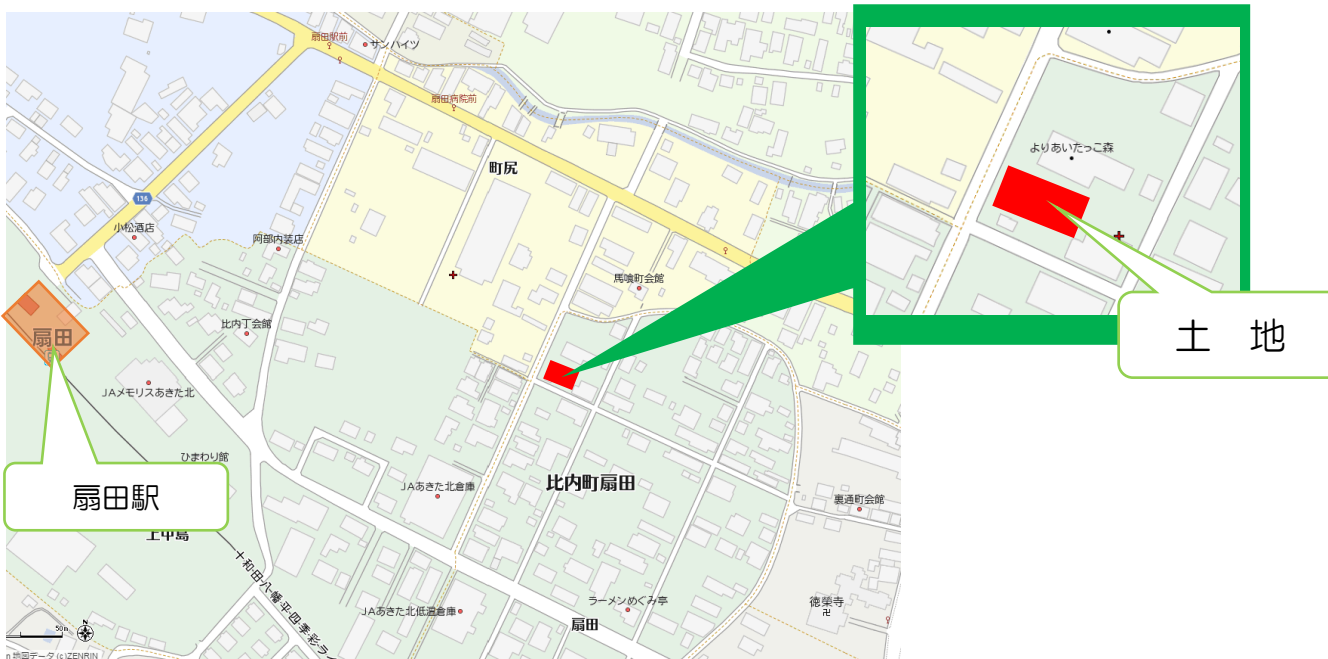 扇田駅前
サンハイツ
扇田病院前
町尻
よりあいたっこ森
136
小松酒店
阿部内装店
馬喰町会館
扇田
比内丁会館
土 地
JAメモリスあきた北
ひまわり館
扇田駅
JAあきた北倉庫
比内町扇田
裏通町会館
上中島
十和田八幡平四季彩ラ
JAあきた北低温倉庫
ラーメンめぐみ亭
徳栄寺
扇田
N
50m
地図データ(c)ZENRIN